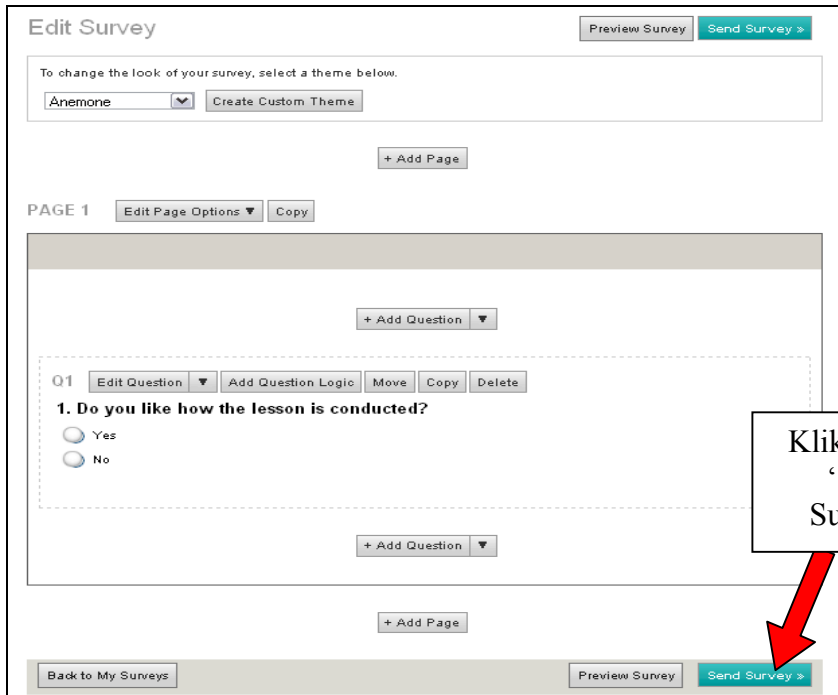 Edit Survey
Preview Survey Send Survey »
To change the look of your survey, select a theme below.
Anemone Create Custom Theme
+ Add Page
PAGE 1 Edit Page Options ▼ Copy
+ Add Question ▼
Q1 Edit Question ▼ Add Question Logic Move Copy Delete
1. Do you like how the lesson is conducted?
Yes
No
+ Add Question ▼
+ Add Page
Back to My Surveys Preview Survey Send Survey »